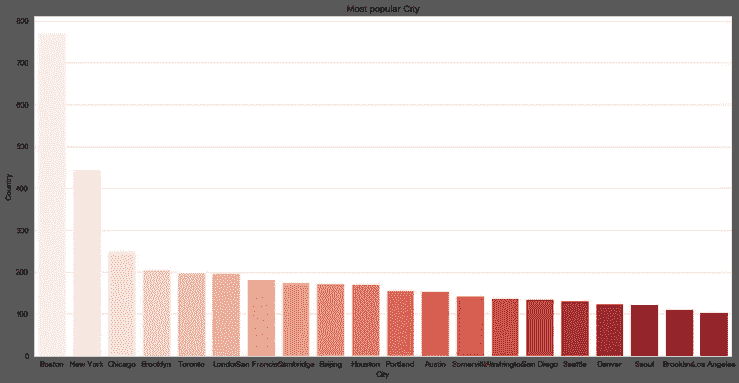 Most popular City
800
700
600
500
400
300
200
100
0
Country
Boston New York Chicago Brooklyn Toronto London San Francisco Cambridge Beijing Houston Portland Austin Somerville Washington San Diego Seattle Denver Seoul Brookline Los Angeles
City